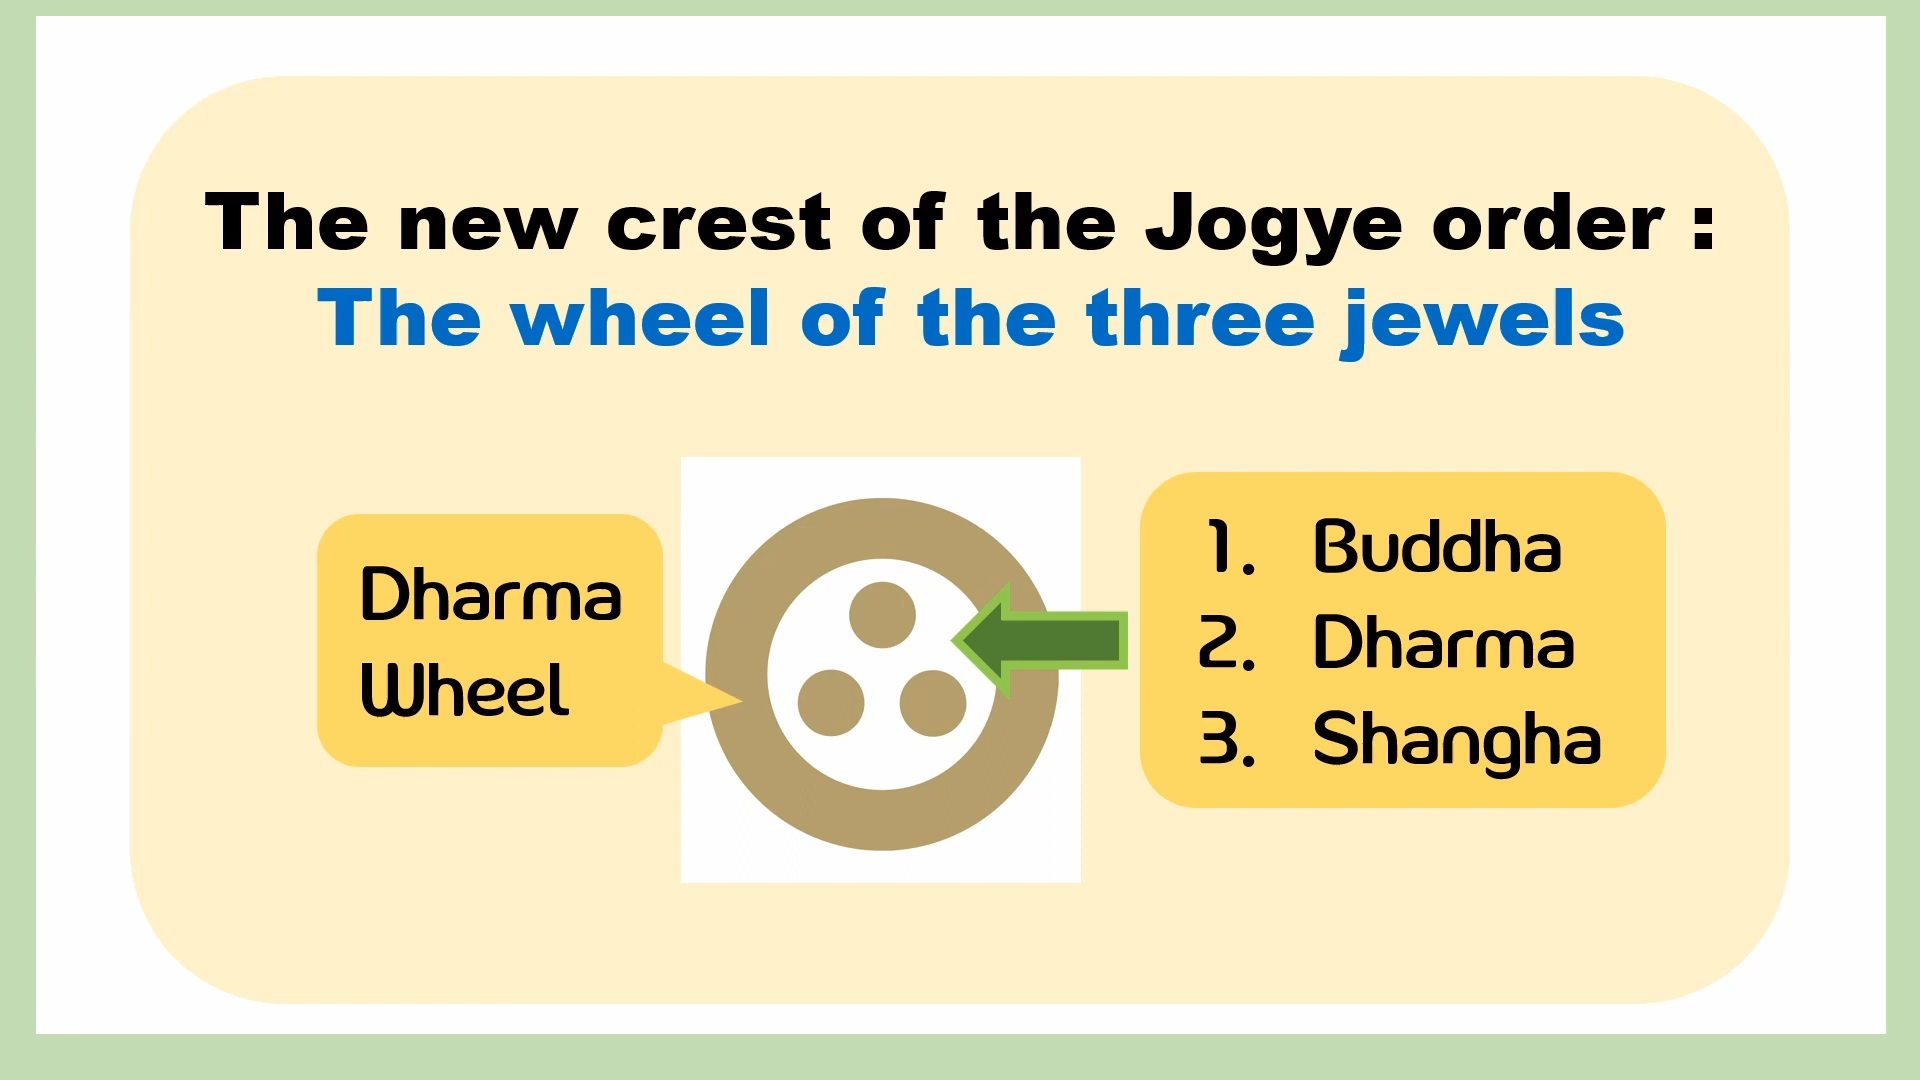 The new crest of the Jogye order :
The wheel of the three jewels
Dharma
Wheel
1. Buddha
2. Dharma
3. Shangha